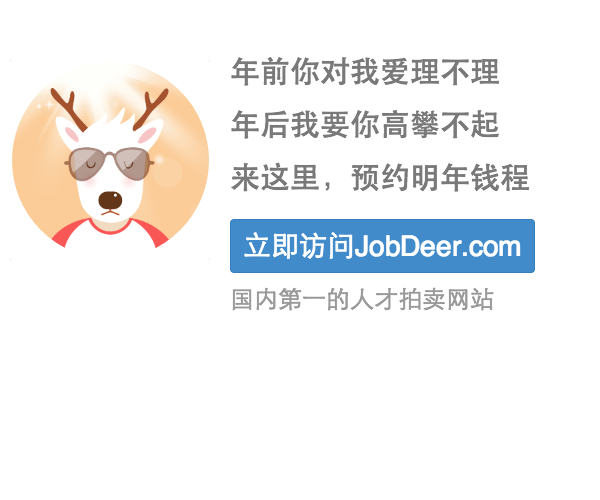 年前你对我爱理不理
年后我要你高攀不起
来这里，预约明年钱程
立即访问JobDeer.com
国内第一的人才拍卖网站